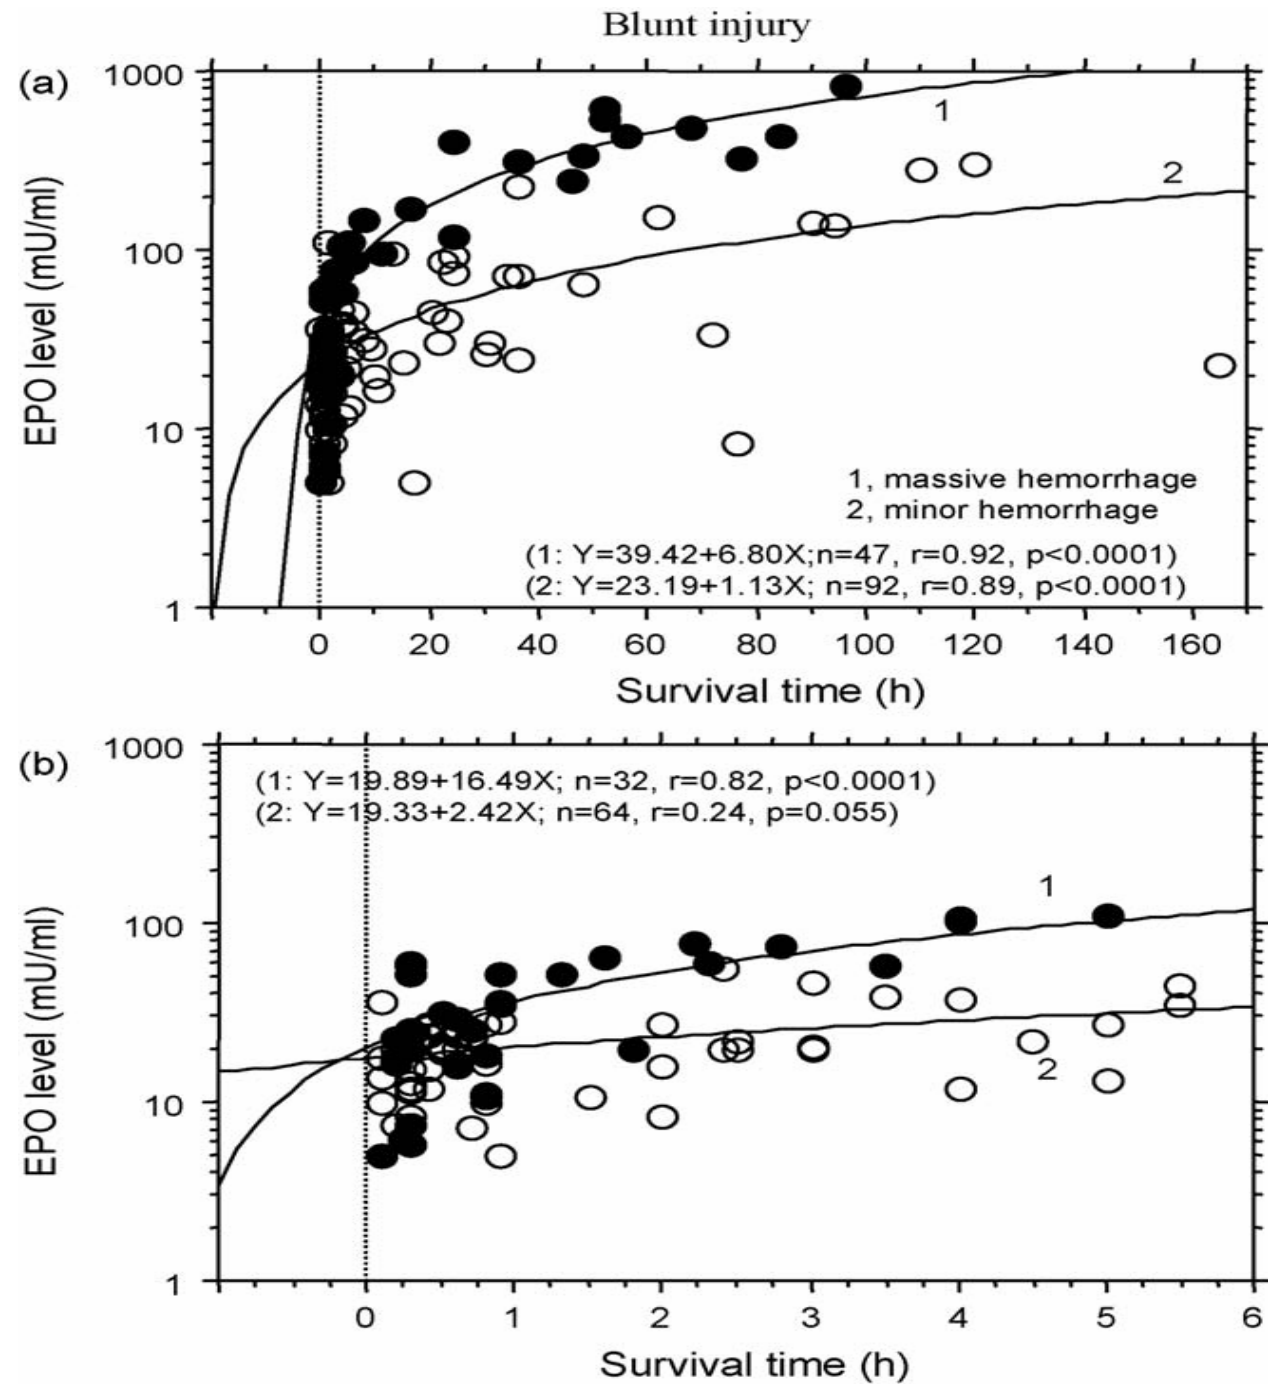 Blunt injury
(a)
1000
100
10
1
EPO level (mU/ml)
1
2
1, massive hemorrhage
2, minor hemorrhage
(1: Y=39.42+6.80X;n=47, r=0.92, p<0.0001)
(2: Y=23.19+1.13X; n=92, r=0.89, p<0.0001)
0 20 40 60 80 100 120 140 160
Survival time (h)
(b)
1000
100
10
1
EPO level (mU/ml)
(1: Y=19.89+16.49X; n=32, r=0.82, p<0.0001)
(2: Y=19.33+2.42X; n=64, r=0.24, p=0.055)
1
2
0 1 2 3 4 5 6
Survival time (h)